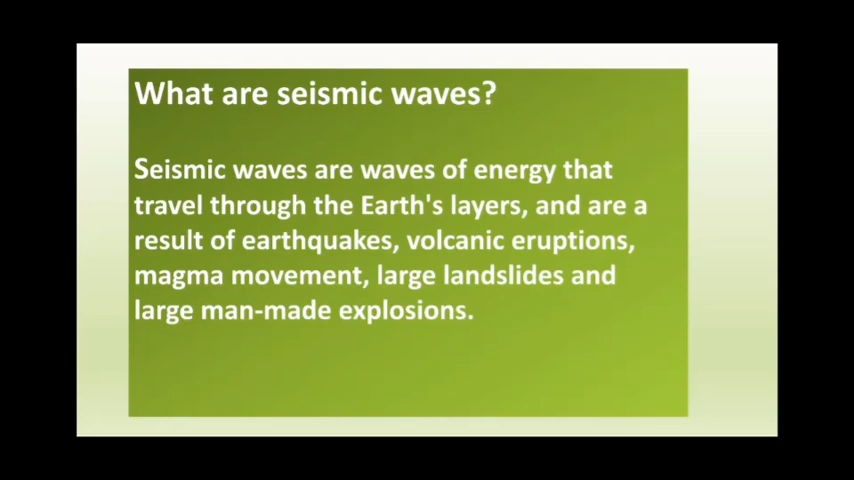 What are seismic waves?
Seismic waves are waves of energy that
travel through the Earth's layers, and are a
result of earthquakes, volcanic eruptions,
magma movement, large landslides and
large man-made explosions.